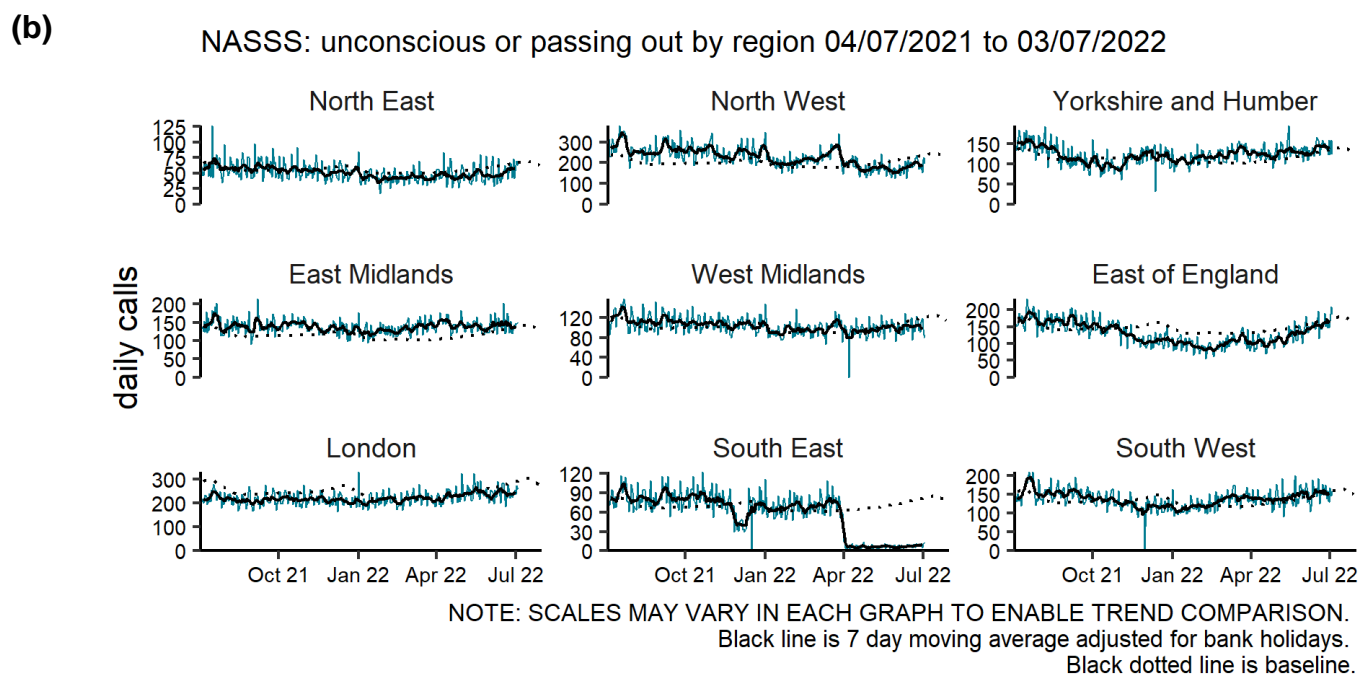 (b)
NASSS: unconscious or passing out by region 04/07/2021 to 03/07/2022
North East
North West
Yorkshire and Humber
125
100
75
50
25
0
300
200
100
0
150
100
50
0
daily calls
East Midlands
West Midlands
East of England
200
150
100
50
0
120
80
40
0
200
150
100
50
0
London
South East
South West
300
200
100
0
120
90
60
30
0
200
150
100
50
0
Oct 21 Jan 22 Apr 22 Jul 22
Oct 21 Jan 22 Apr 22 Jul 22
Oct 21 Jan 22 Apr 22 Jul 22
NOTE: SCALES MAY VARY IN EACH GRAPH TO ENABLE TREND COMPARISON.
Black line is 7 day moving average adjusted for bank holidays.
Black dotted line is baseline.